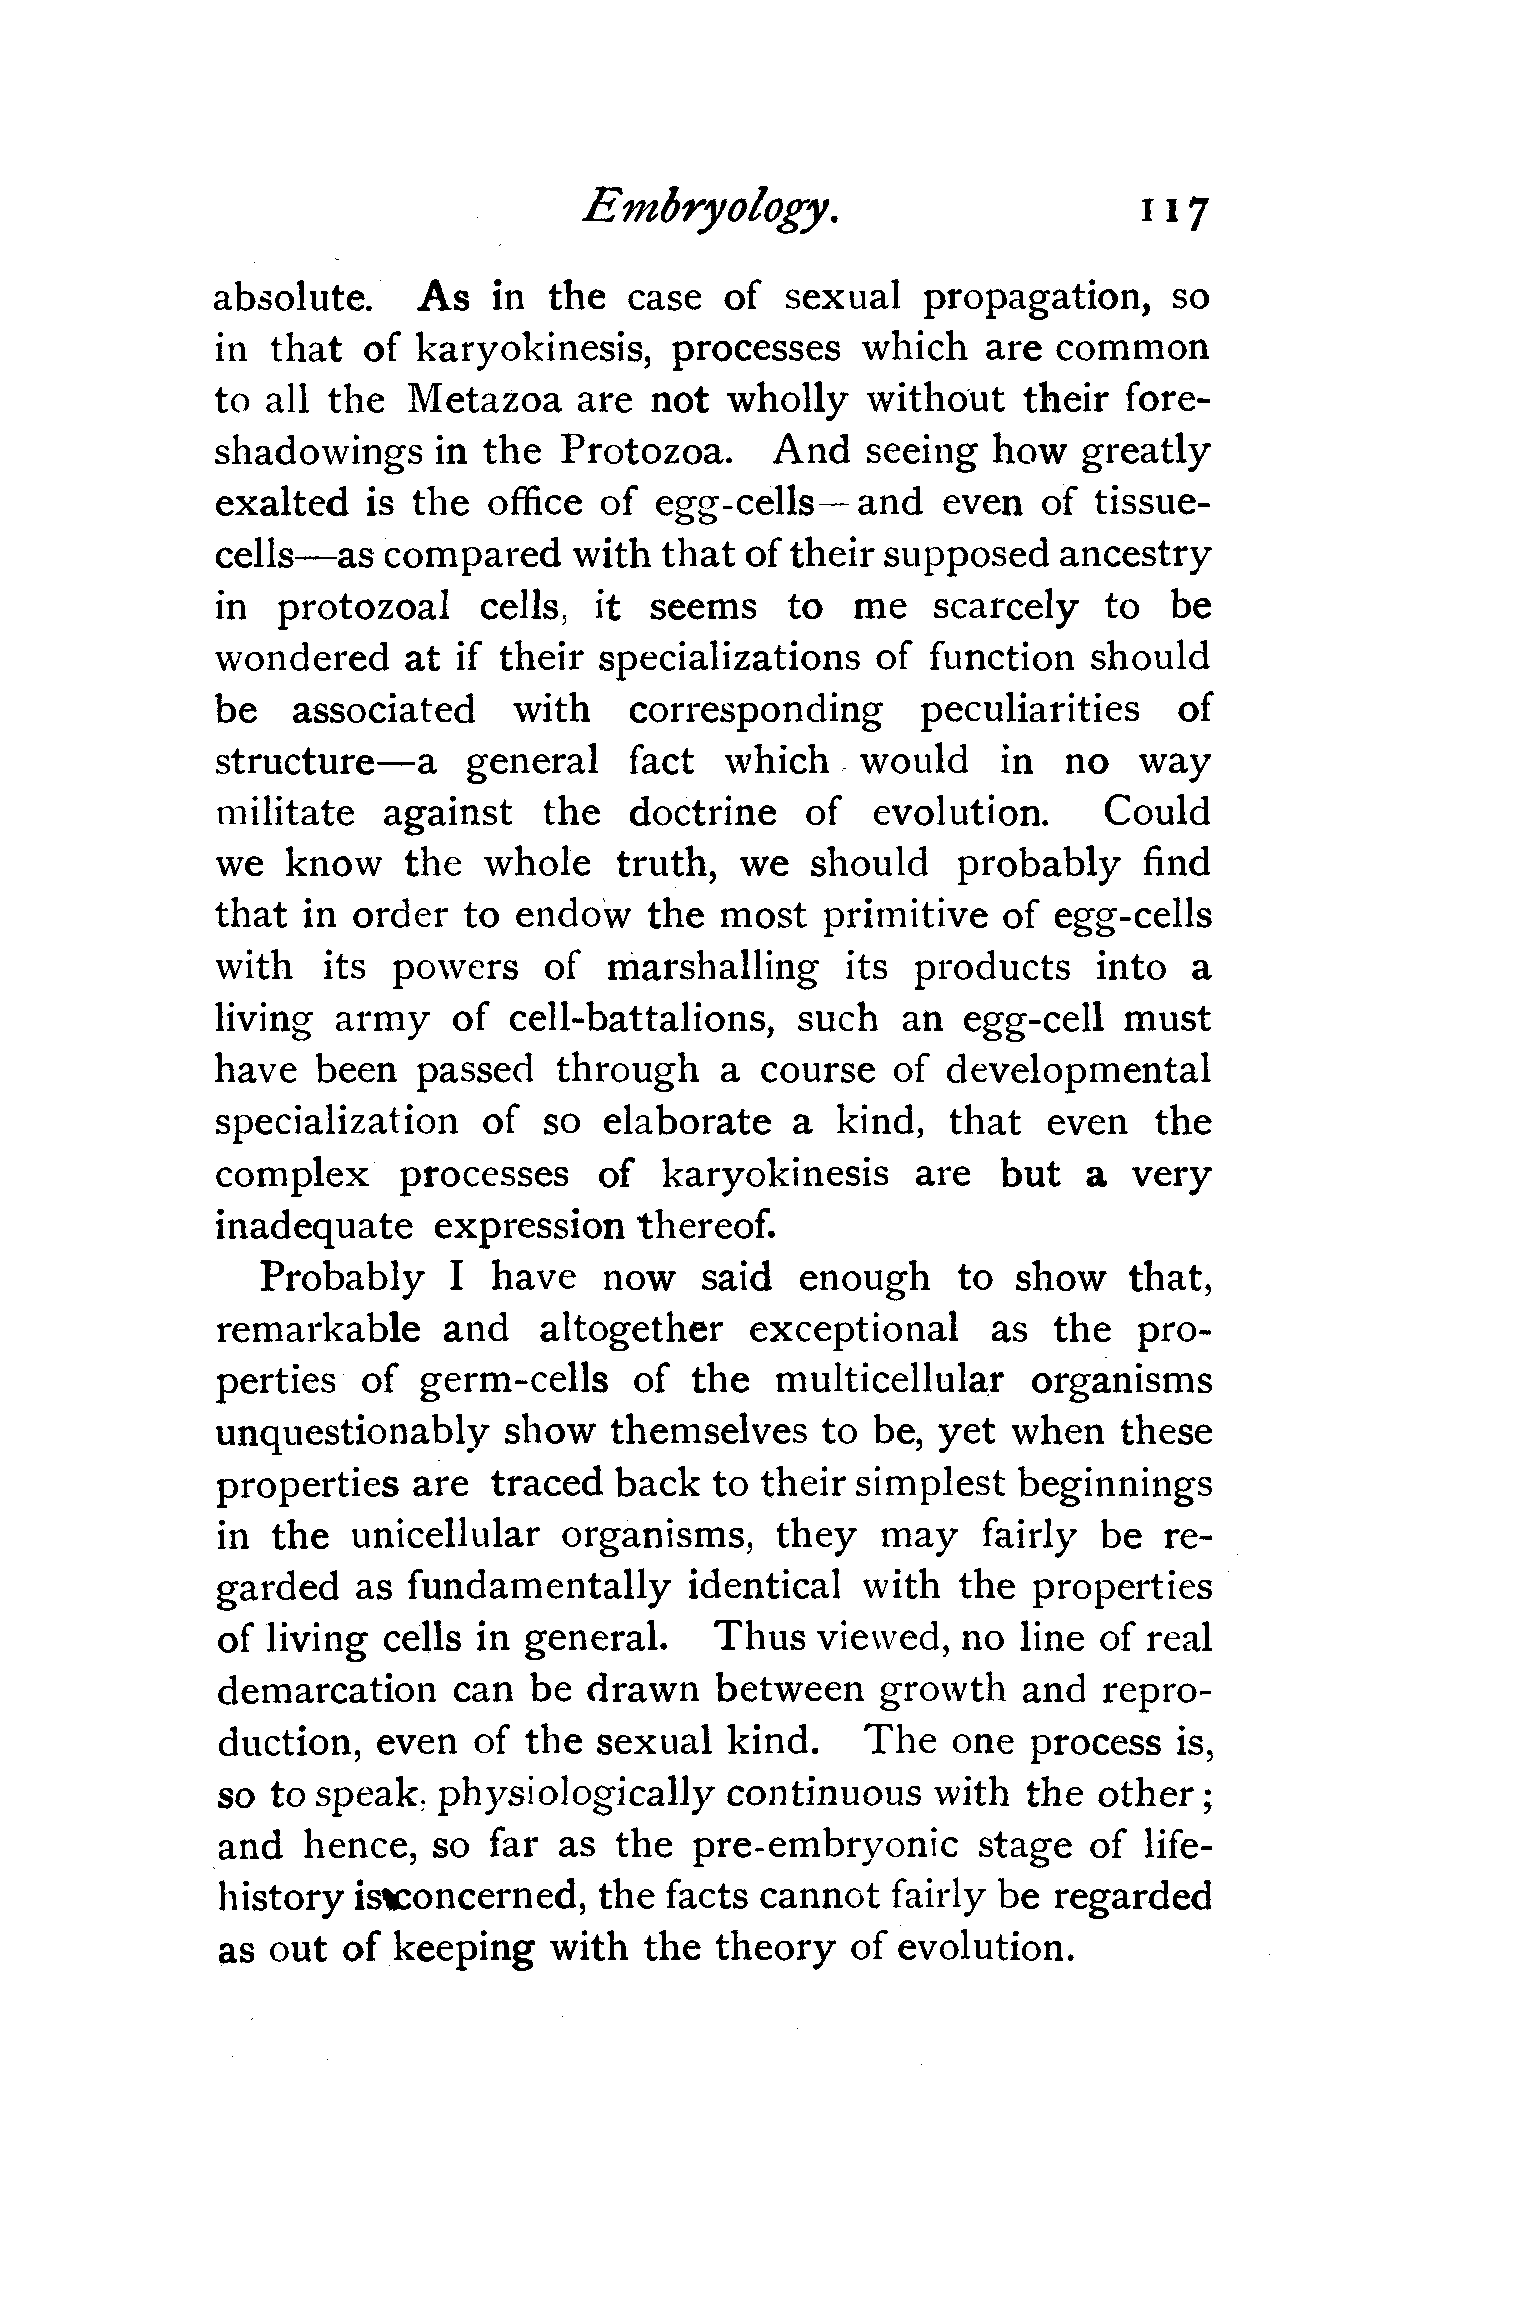 Embryology. 117
absolute. As in the case of sexual propagation, so
in that of karyokinesis, processes which are common
to all the Metazoa are not wholly without their fore-
shadowings in the Protozoa. And seeing how greatly
exalted is the office of egg-cells—and even of tissue-
cells—as compared with that of their supposed ancestry
in protozoal cells, it seems to me scarcely to be
wondered at if their specializations of function should
be associated with corresponding peculiarities of
structure—a general fact which would in no way
militate against the doctrine of evolution. Could
we know the whole truth, we should probably find
that in order to endow the most primitive of egg-cells
with its powers of marshalling its products into a
living army of cell-battalions, such an egg-cell must
have been passed through a course of developmental
specialization of so elaborate a kind, that even the
complex processes of karyokinesis are but a very
inadequate expression thereof.
Probably I have now said enough to show that,
remarkable and altogether exceptional as the pro-
perties of germ-cells of the multicellular organisms
unquestionably show themselves to be, yet when these
properties are traced back to their simplest beginnings
in the unicellular organisms, they may fairly be re-
garded as fundamentally identical with the properties
of living cells in general. Thus viewed, no line of real
demarcation can be drawn between growth and repro-
duction, even of the sexual kind. The one process is,
so to speak, physiologically continuous with the other ;
and hence, so far as the pre-embryonic stage of life-
history is concerned, the facts cannot fairly be regarded
as out of keeping with the theory of evolution.